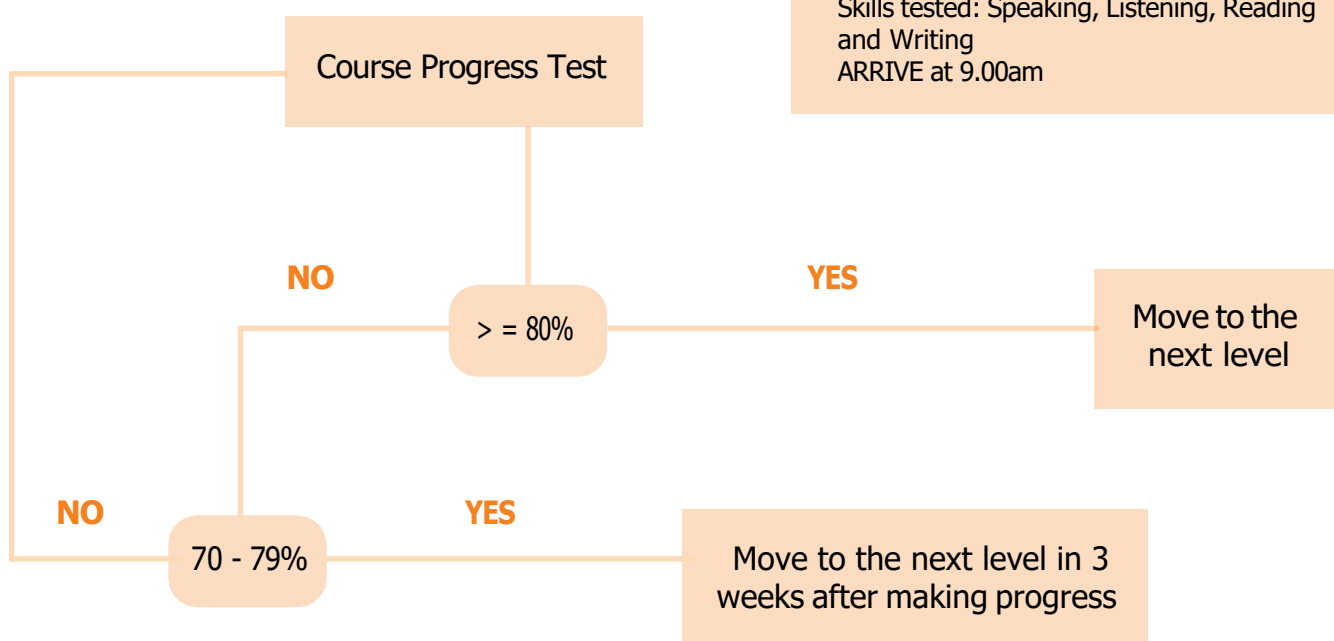 Skills tested: Speaking, Listening, Reading
and Writing
ARRIVE at 9.00am
Course Progress Test
NO
YES
> = 80%
Move to the
next level
NO
YES
70 - 79%
Move to the next level in 3
weeks after making progress